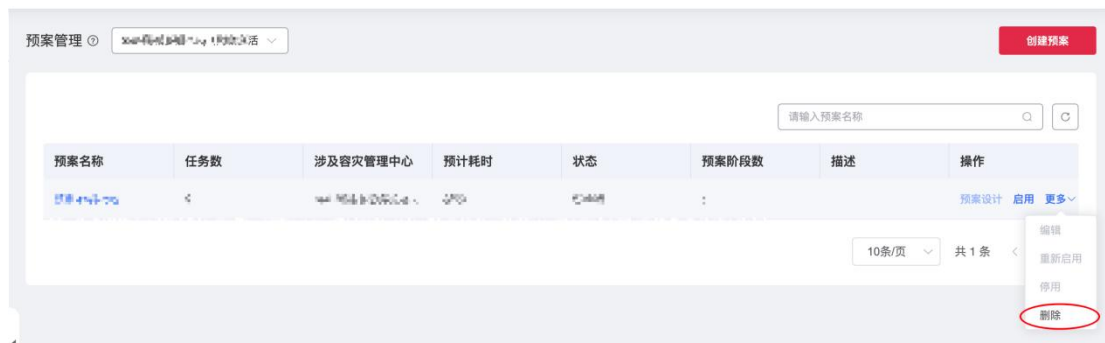 预案管理
活
创建预案
请输入预案名称
预案名称 任务数 涉及容灾管理中心 预计耗时 状态 预案阶段数 描述 操作
预案设计 启用 更多
编辑
10条/页 共 1 条
重新启用
停用
删除